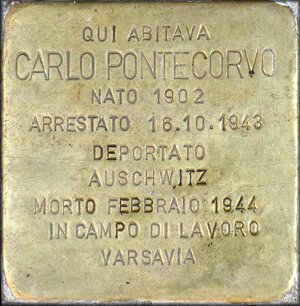 QUI ABITAVA
CARLO PONTECORVO
NATO 1902
ARRESTATO 16.10.1943
DEPORTATO
AUSCHWITZ
MORTO FEBBRAIO 1944
IN CAMPO DI LAVORO
VARSAVIA